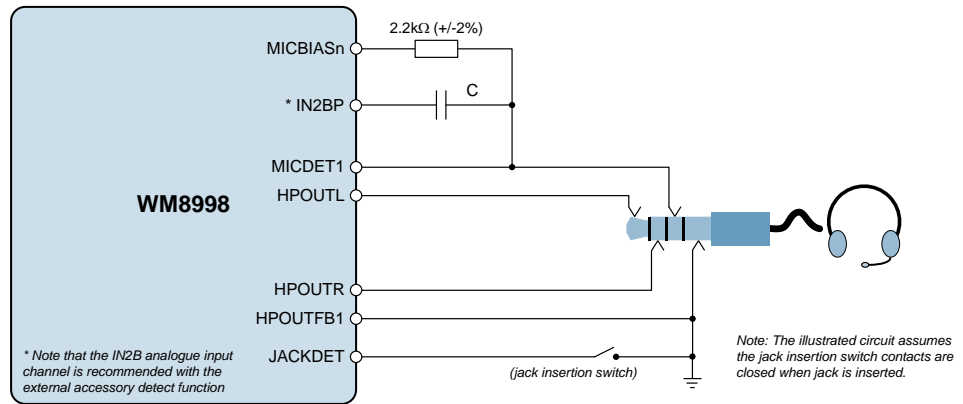 2.2kΩ (+/-2%)
MICBIASn
* IN2BP
C
MICDET1
HPOUTL
WM8998
HPOUTR
HPOUTFB1
JACKDET
(jack insertion switch)
* Note that the IN2B analogue input
channel is recommended with the
external accessory detect function
Note: The illustrated circuit assumes
the jack insertion switch contacts are
closed when jack is inserted.